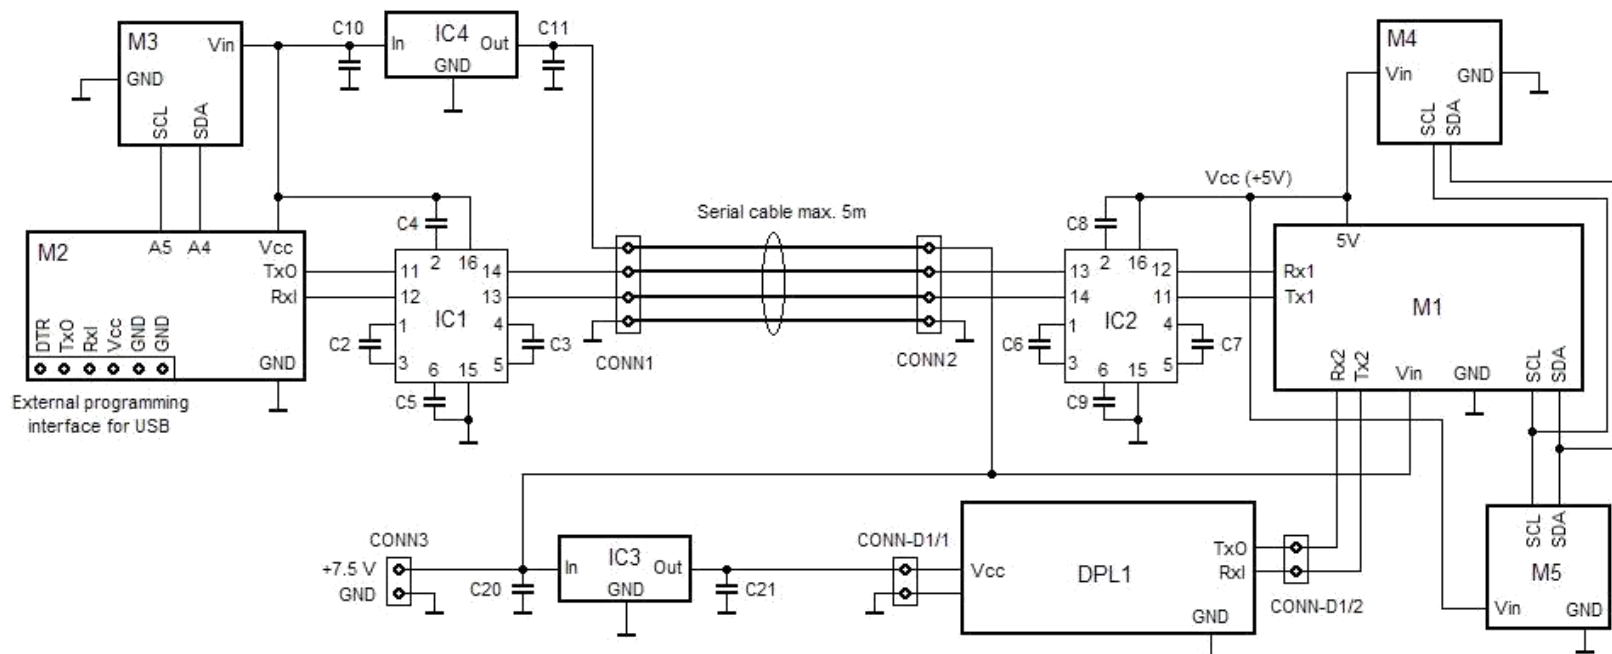 M3
Vin
GND
SCL
SDA
C10
In
IC4
Out
GND
C11
M4
Vin
GND
SCL
SDA
Vcc (+5V)
Serial cable max. 5m
M2
A5
A4
Vcc
TxO
RxI
DTR
TxO
RxI
Vcc
GND
GND
GND
External programming
interface for USB
C4
2
16
11
14
12
13
IC1
1
4
3
5
6
15
C2
C3
C5
CONN1
CONN2
C8
2
16
13
12
14
11
IC2
1
4
3
5
6
15
C6
C7
C9
5V
Rx1
Tx1
M1
Rx2
Tx2
Vin
GND
SCL
SDA
CONN3
+7.5 V
GND
C20
In
IC3
Out
GND
C21
CONN-D1/1
Vcc
DPL1
TxO
RxI
GND
CONN-D1/2
SCL
SDA
M5
Vin
GND